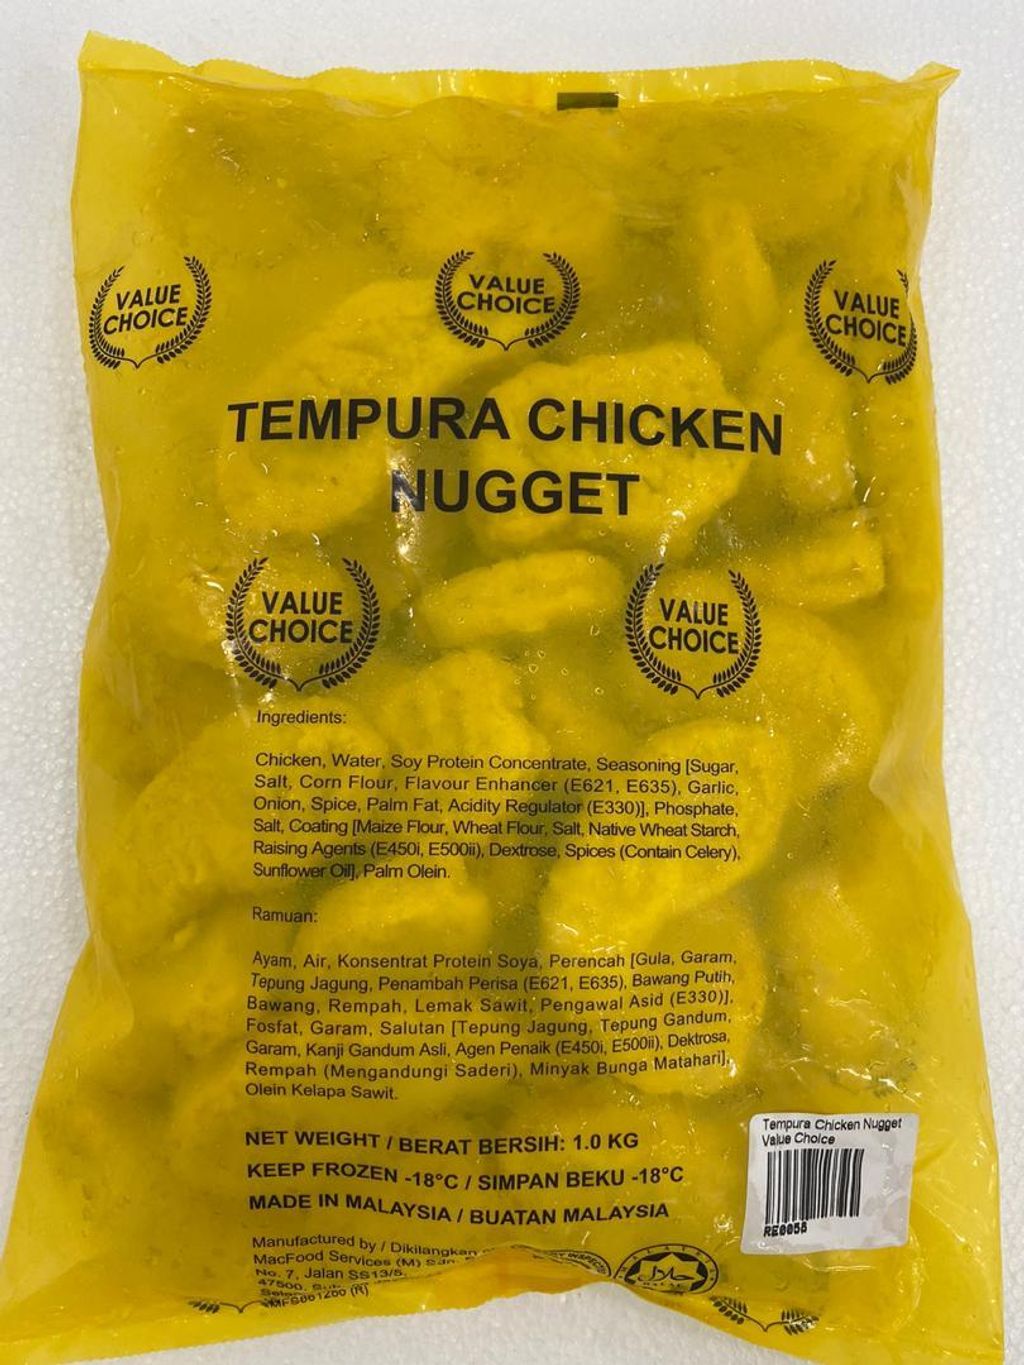 VALUE
CHOICE
VALUE
CHOICE
VALUE
CHOICE
TEMPURA CHICKEN
NUGGET
VALUE
CHOICE
VALUE
CHOICE
Ingredients:
Chicken, Water, Soy Protein Concentrate, Seasoning [Sugar,
Salt, Corn Flour, Flavour Enhancer (E621, E635), Garlic,
Onion, Spice, Palm Fat, Acidity Regulator (E330)], Phosphate,
Salt, Coating [Maize Flour, Wheat Flour, Salt, Native Wheat Starch,
Raising Agents (E450i, E500ii), Dextrose, Spices (Contain Celery),
Sunflower Oil], Palm Olein.
Ramuan:
Ayam, Air, Konsentrat Protein Soya, Perencah [Gula, Garam,
Tepung Jagung, Penambah Perisa (E621, E635), Bawang Putih,
Bawang, Rempah, Lemak Sawit, Pengawal Asid (E330)],
Fosfat, Garam, Salutan [Tepung Jagung, Tepung Gandum,
Garam, Kanji Gandum Asli, Agen Penaik (E450i, E500ii), Dektrosa,
Rempah (Mengandungi Saderi), Minyak Bunga Matahari],
Olein Kelapa Sawit.
NET WEIGHT / BERAT BERSIH: 1.0 KG
KEEP FROZEN -18°C / SIMPAN BEKU -18°C
MADE IN MALAYSIA / BUATAN MALAYSIA
Manufactured by / Dikilangkan
MacFood Services (M)
No. 7, Jalan SS13/5,
47500,
حلال
Tempura Chicken Nugget
Value Choice
RE0058